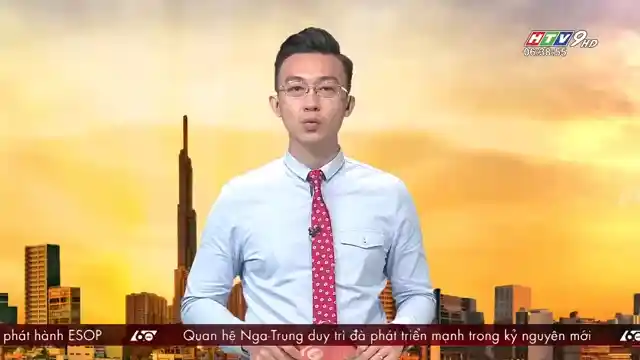 HTV9 HD
06:38:55
phát hành ESOP
60
Quan hệ Nga-Trung duy trì đà phát triển mạnh trong kỷ nguyên mới